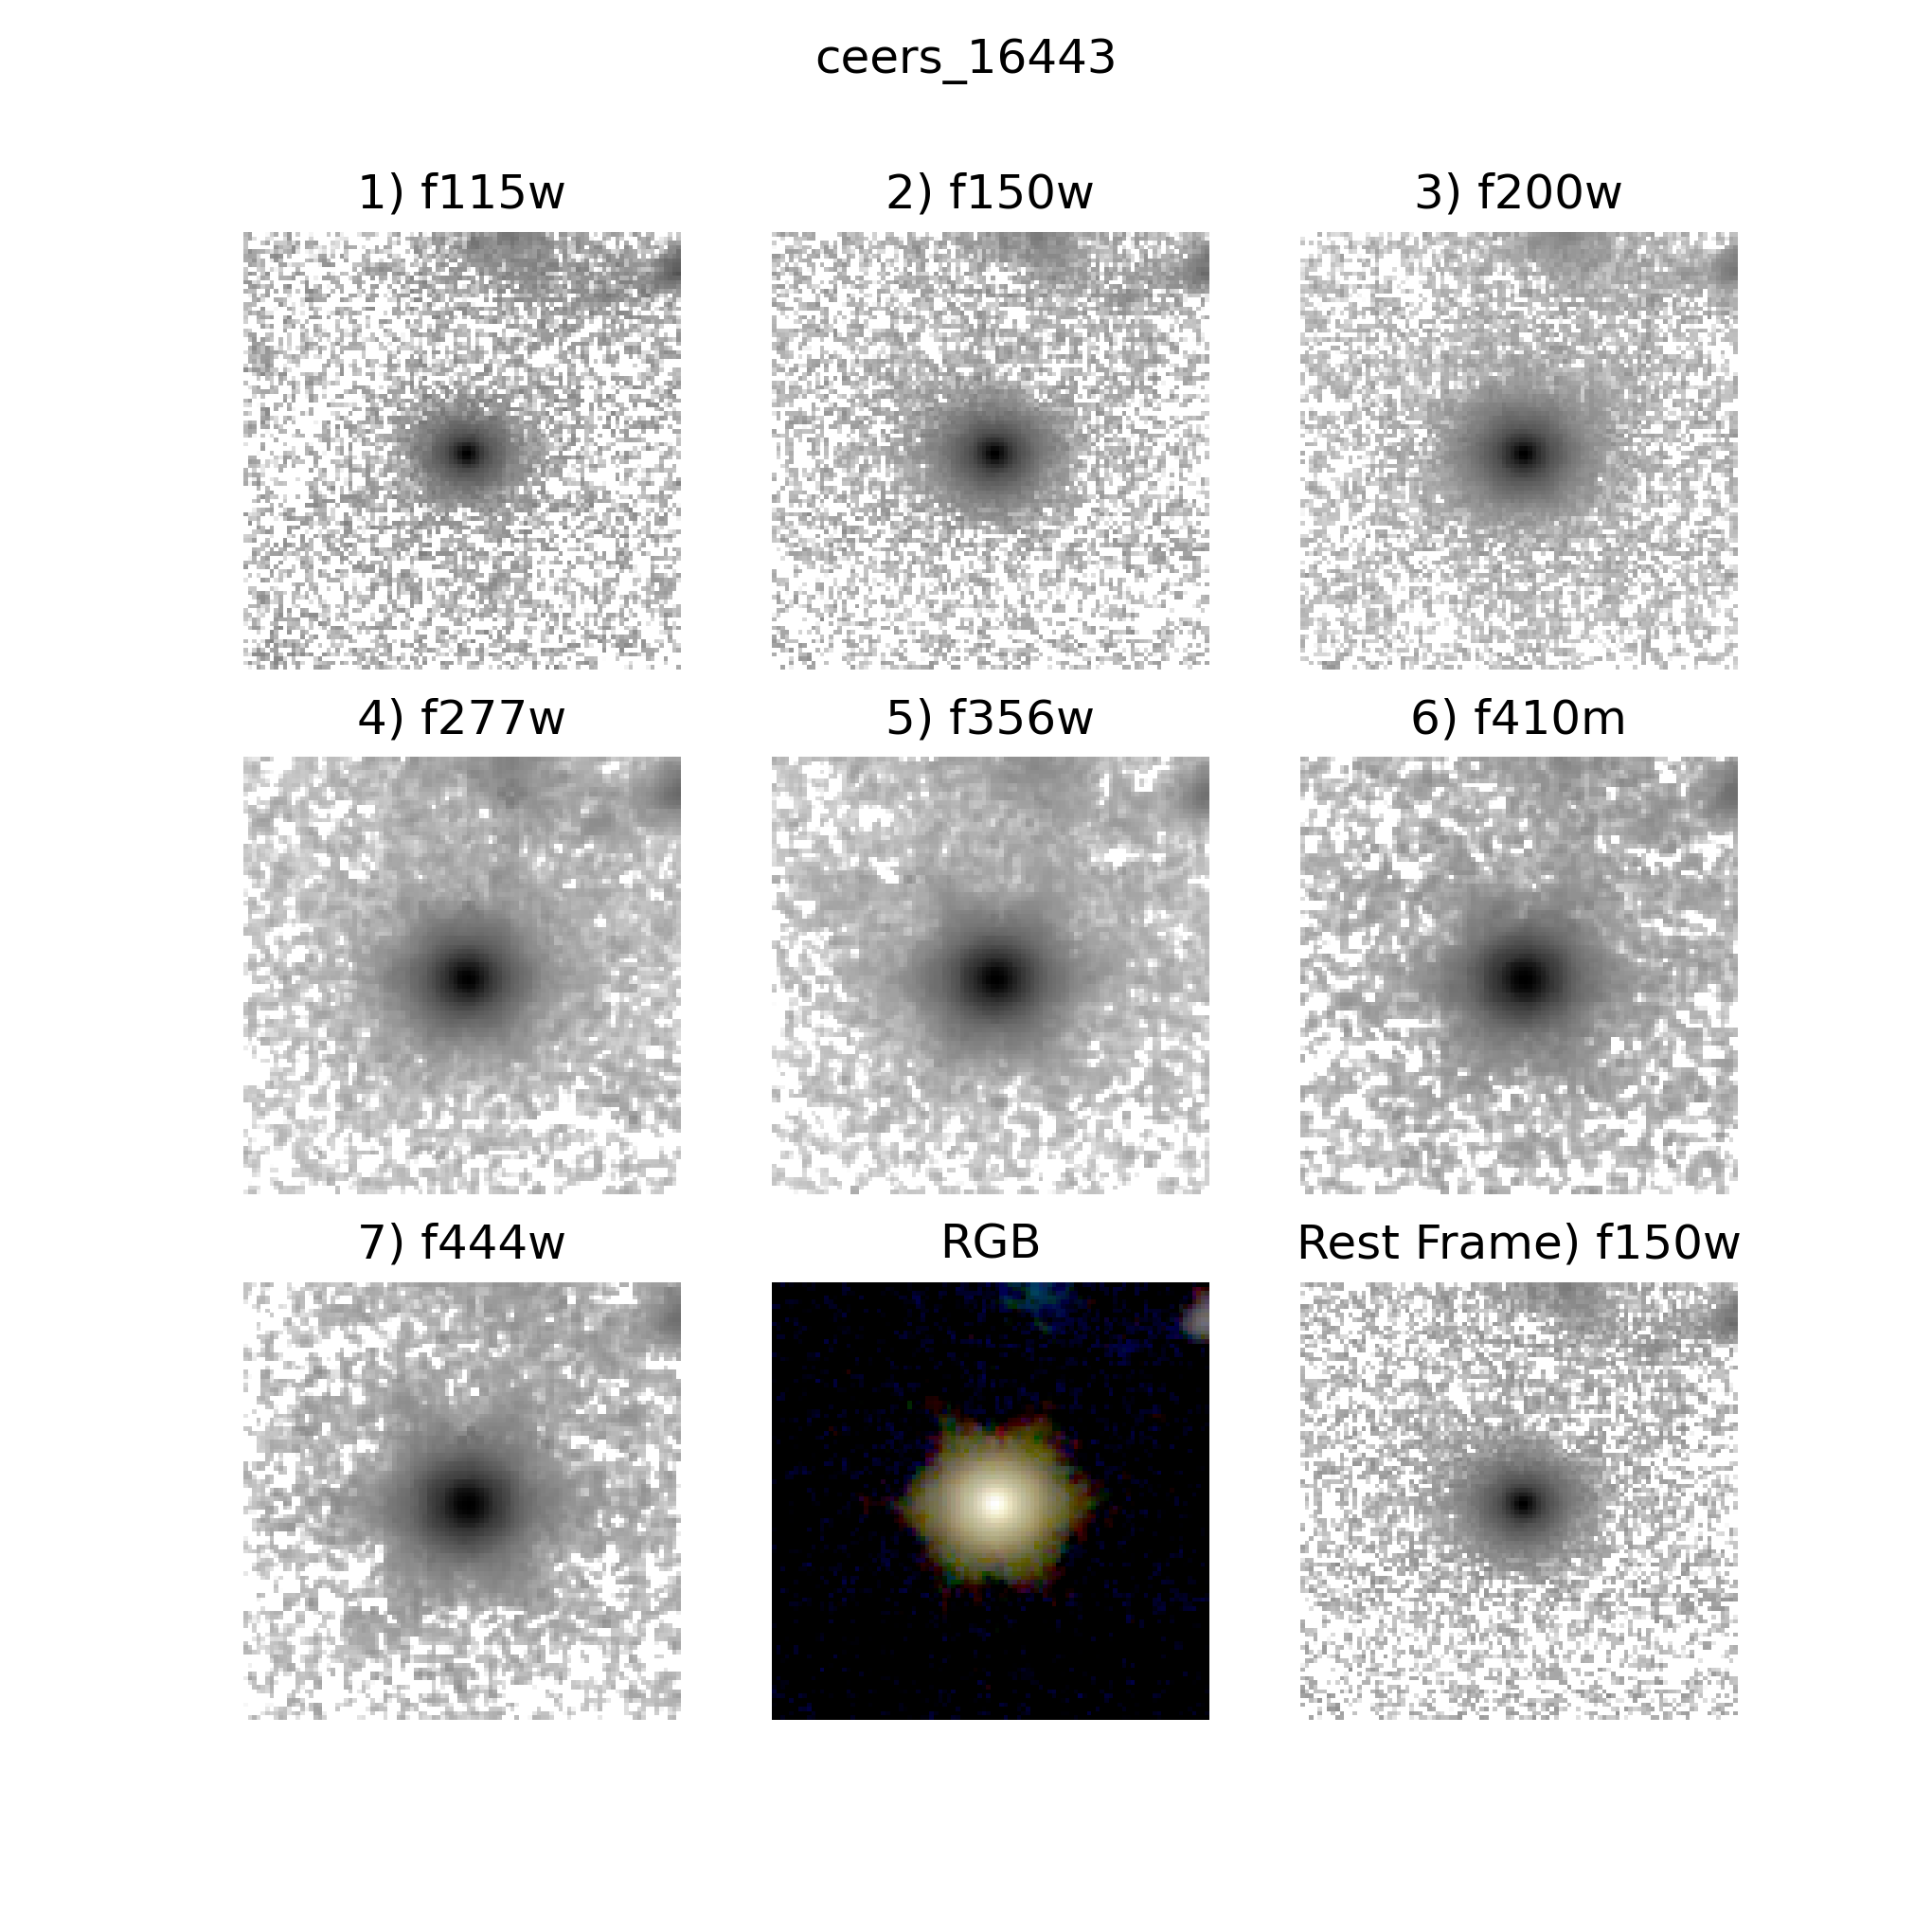 ceers_16443
1) f115w
2) f150w
3) f200w
4) f277w
5) f356w
6) f410m
7) f444w
RGB
Rest Frame) f150w